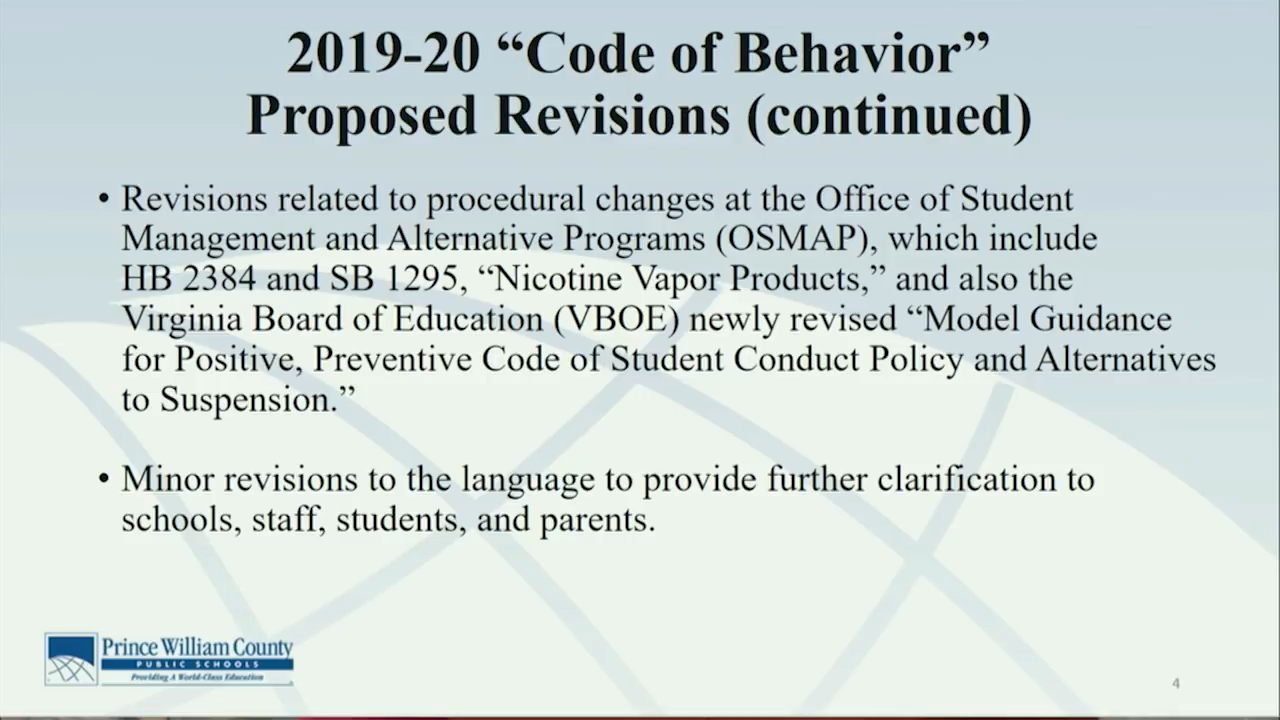 2019-20 “Code of Behavior”
Proposed Revisions (continued)
• Revisions related to procedural changes at the Office of Student
Management and Alternative Programs (OSMAP), which include
HB 2384 and SB 1295, “Nicotine Vapor Products,” and also the
Virginia Board of Education (VBOE) newly revised “Model Guidance
for Positive, Preventive Code of Student Conduct Policy and Alternatives
to Suspension.”
• Minor revisions to the language to provide further clarification to
schools, staff, students, and parents.
Prince William County
PUBLIC SCHOOLS
Providing A World-Class Education
4